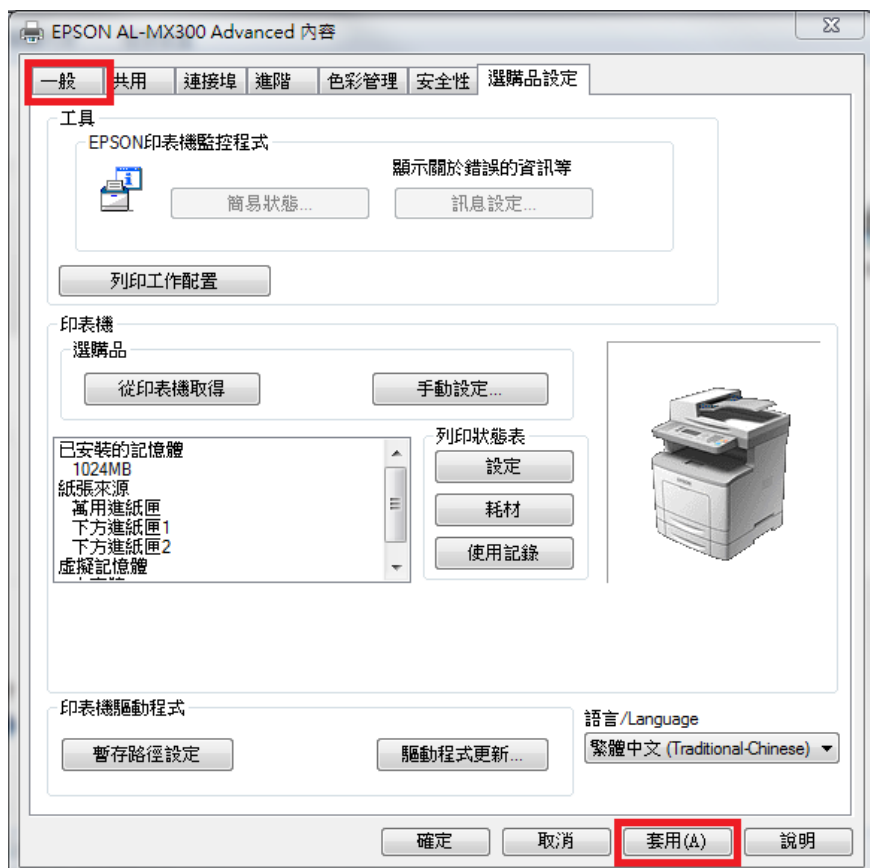 EPSON AL-MX300 Advanced 內容
一般 共用 連接埠 進階 色彩管理 安全性 選購品設定
工具
EPSON印表機監控程式
顯示關於錯誤的資訊等
簡易狀態... 訊息設定...
列印工作配置
印表機
選購品
從印表機取得 手動設定...
已安裝的記憶體
1024MB
紙張來源
萬用進紙匣
下方進紙匣1
下方進紙匣2
虛擬記憶體
列印狀態表
設定
耗材
使用記錄
印表機驅動程式
暫存路徑設定 驅動程式更新...
語言/Language
繁體中文 (Traditional-Chinese)
確定 取消 套用(A) 說明